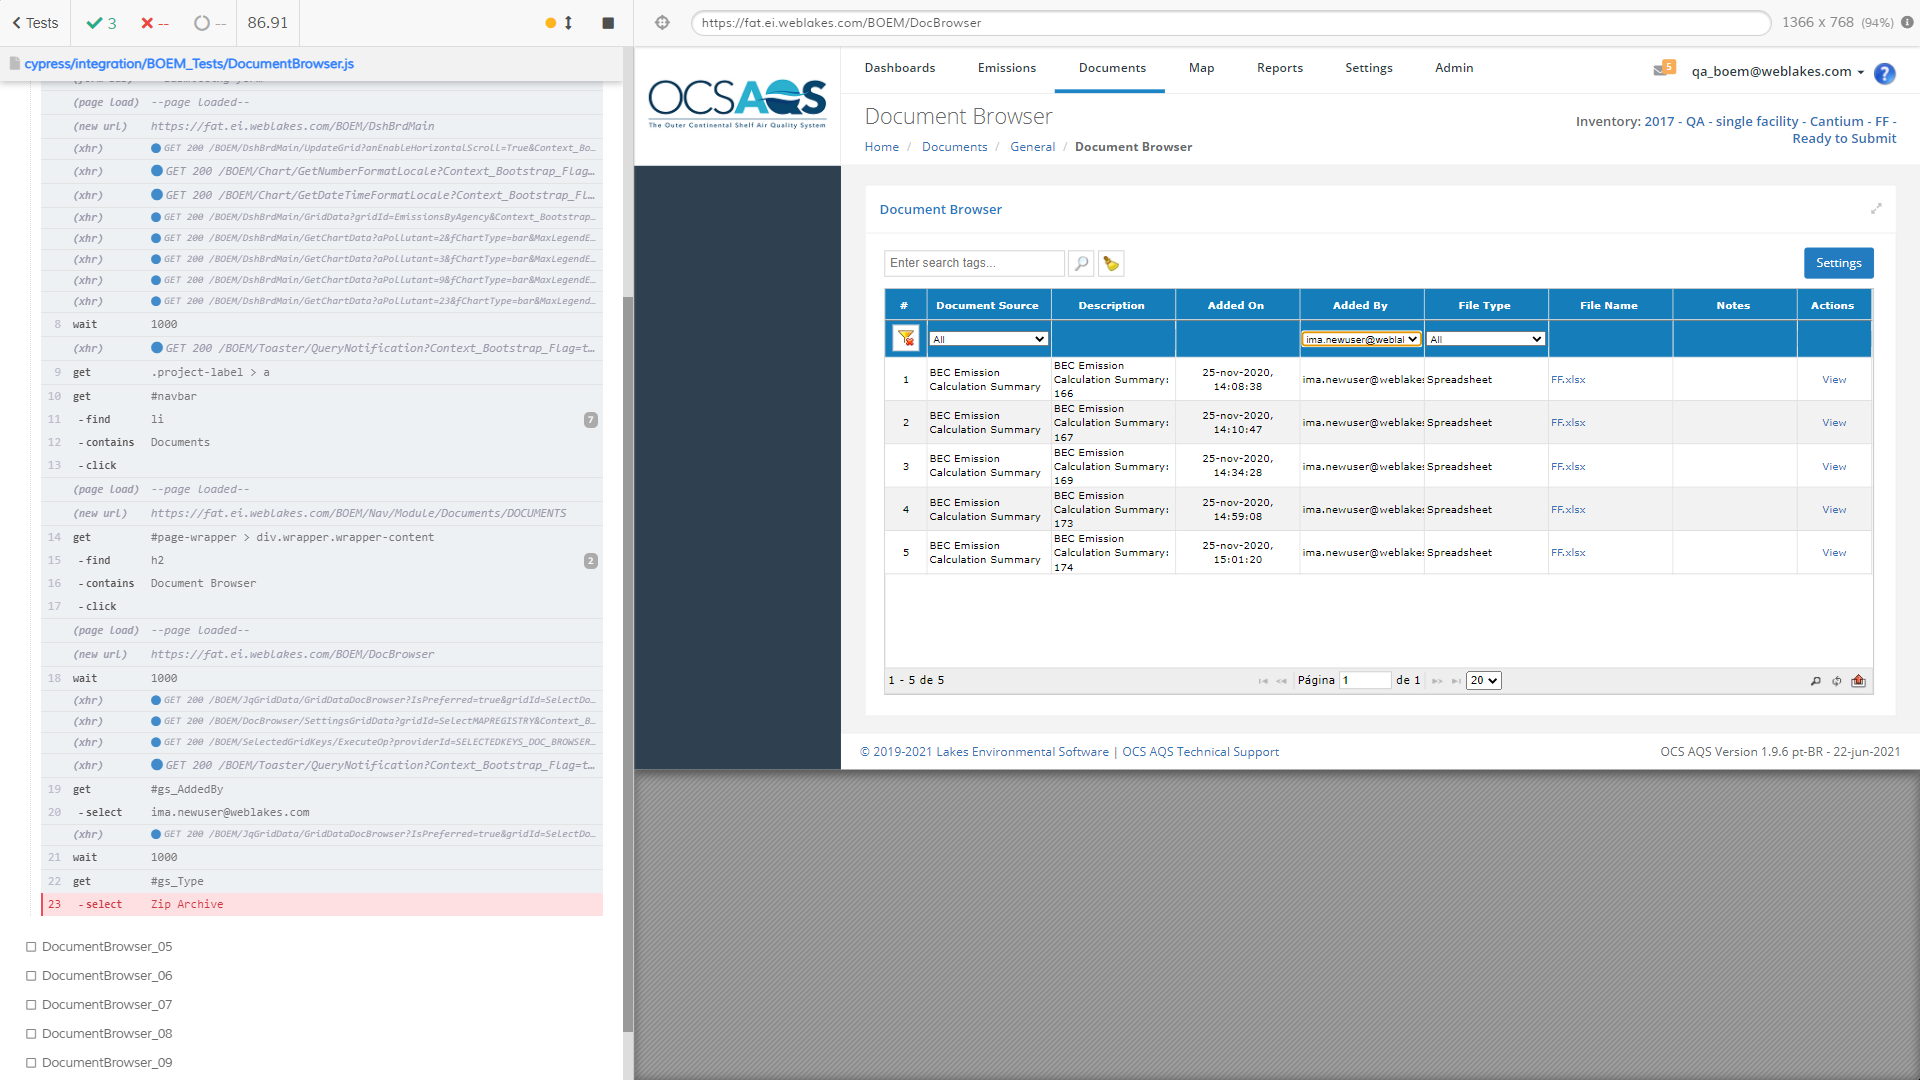 Tests
3
--
--
86.91
cypress/integration/BOEM_Tests/DocumentBrowser.js
(page load) --page loaded--
(new url) https://fat.ei.weblakes.com/BOEM/DshBrdMain
(xhr) GET 200 /BOEM/DshBrdMain/UpdateGrid?anEnableHorizontalScroll=True&Context_Bo...
(xhr) GET 200 /BOEM/Chart/GetNumberFormatLocale?Context_Bootstrap_Flag...
(xhr) GET 200 /BOEM/Chart/GetDateTimeFormatLocale?Context_Bootstrap_Fl...
(xhr) GET 200 /BOEM/DshBrdMain/GridData?gridId=EmissionsByAgency&Context_Bootstrap...
(xhr) GET 200 /BOEM/DshBrdMain/GetChartData?aPollutant=2&fChartType=bar&MaxLegendE...
(xhr) GET 200 /BOEM/DshBrdMain/GetChartData?aPollutant=3&fChartType=bar&MaxLegendE...
(xhr) GET 200 /BOEM/DshBrdMain/GetChartData?aPollutant=9&fChartType=bar&MaxLegendE...
(xhr) GET 200 /BOEM/DshBrdMain/GetChartData?aPollutant=23&fChartType=bar&MaxLegend...
8 wait 1000
(xhr) GET 200 /BOEM/Toaster/QueryNotification?Context_Bootstrap_Flag=t...
9 get .project-label > a
10 get #navbar
11 -find li 7
12 -contains Documents
13 -click
(page load) --page loaded--
(new url) https://fat.ei.weblakes.com/BOEM/Nav/Module/Documents/DOCUMENTS
14 get #page-wrapper > div.wrapper.wrapper-content
15 -find h2 2
16 -contains Document Browser
17 -click
(page load) --page loaded--
(new url) https://fat.ei.weblakes.com/BOEM/DocBrowser
18 wait 1000
(xhr) GET 200 /BOEM/JqGridData/GridDataDocBrowser?IsPreferred=true&gridId=SelectDo...
(xhr) GET 200 /BOEM/DocBrowser/SettingsGridData?gridId=SelectMAPREGISTRY&Context_B...
(xhr) GET 200 /BOEM/SelectedGridKeys/ExecuteOp?providerId=SELECTEDKEYS_DOC_BROWSER...
(xhr) GET 200 /BOEM/Toaster/QueryNotification?Context_Bootstrap_Flag=t...
19 get #gs_AddedBy
20 -select ima.newuser@weblakes.com
(xhr) GET 200 /BOEM/JqGridData/GridDataDocBrowser?IsPreferred=true&gridId=SelectDo...
21 wait 1000
22 get #gs_Type
23 -select Zip Archive
DocumentBrowser_05
DocumentBrowser_06
DocumentBrowser_07
DocumentBrowser_08
DocumentBrowser_09
https://fat.ei.weblakes.com/BOEM/DocBrowser
1366 x 768 (94%)
OCSAQS
The Outer Continental Shelf Air Quality System
Dashboards Emissions Documents Map Reports Settings Admin
5 qa_boem@weblakes.com ?
Document Browser
Home / Documents / General / Document Browser
Inventory: 2017 - QA - single facility - Cantium - FF -
Ready to Submit
Document Browser
Enter search tags...
Settings
# Document Source Description Added On Added By File Type File Name Notes Actions
All ima.newuser@weblal All
1 BEC Emission Calculation Summary BEC Emission Calculation Summary: 166 25-nov-2020, 14:08:38 ima.newuser@weblakes Spreadsheet FF.xlsx View
2 BEC Emission Calculation Summary BEC Emission Calculation Summary: 167 25-nov-2020, 14:10:47 ima.newuser@weblakes Spreadsheet FF.xlsx View
3 BEC Emission Calculation Summary BEC Emission Calculation Summary: 169 25-nov-2020, 14:34:28 ima.newuser@weblakes Spreadsheet FF.xlsx View
4 BEC Emission Calculation Summary BEC Emission Calculation Summary: 173 25-nov-2020, 14:59:08 ima.newuser@weblakes Spreadsheet FF.xlsx View
5 BEC Emission Calculation Summary BEC Emission Calculation Summary: 174 25-nov-2020, 15:01:20 ima.newuser@weblakes Spreadsheet FF.xlsx View
1 - 5 de 5
Página 1 de 1 20
© 2019-2021 Lakes Environmental Software | OCS AQS Technical Support
OCS AQS Version 1.9.6 pt-BR - 22-jun-2021